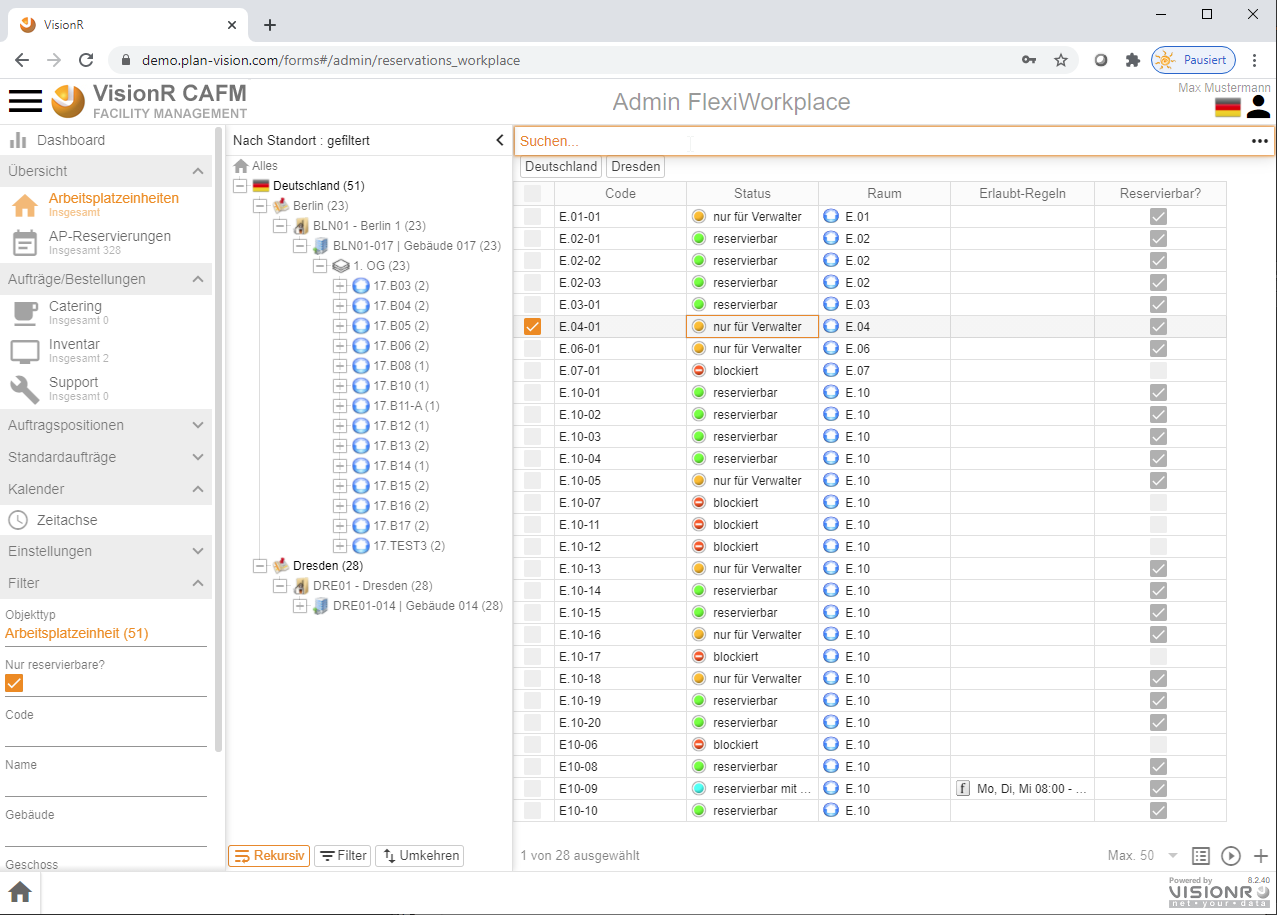 VisionR
demo.plan-vision.com/forms#/admin/reservations_workplace
Pausiert
VisionR CAFM
FACILITY MANAGEMENT
Admin FlexiWorkplace
Max Mustermann
Dashboard
Übersicht
Arbeitsplatzeinheiten
Insgesamt
AP-Reservierungen
Insgesamt 328
Aufträge/Bestellungen
Catering
Insgesamt 0
Inventar
Insgesamt 2
Support
Insgesamt 0
Auftragspositionen
Standardaufträge
Kalender
Zeitachse
Einstellungen
Filter
Objekttyp
Arbeitsplatzeinheit (51)
Nur reservierbare?
Code
Name
Gebäude
Geschoss
Nach Standort : gefiltert
Alles
Deutschland (51)
Berlin (23)
BLN01 - Berlin 1 (23)
BLN01-017 | Gebäude 017 (23)
1. OG (23)
17.B03 (2)
17.B04 (2)
17.B05 (2)
17.B06 (2)
17.B08 (1)
17.B10 (1)
17.B11-A (1)
17.B12 (1)
17.B13 (2)
17.B14 (1)
17.B15 (2)
17.B16 (2)
17.B17 (2)
17.TEST3 (2)
Dresden (28)
DRE01 - Dresden (28)
DRE01-014 | Gebäude 014 (28)
Rekursiv Filter Umkehren
Suchen...
Deutschland Dresden
Code Status Raum Erlaubt-Regeln Reservierbar?
E.01-01 nur für Verwalter E.01
E.02-01 reservierbar E.02
E.02-02 reservierbar E.02
E.02-03 reservierbar E.02
E.03-01 reservierbar E.03
E.04-01 nur für Verwalter E.04
E.06-01 nur für Verwalter E.06
E.07-01 blockiert E.07
E.10-01 reservierbar E.10
E.10-02 reservierbar E.10
E.10-03 reservierbar E.10
E.10-04 reservierbar E.10
E.10-05 nur für Verwalter E.10
E.10-07 blockiert E.10
E.10-11 blockiert E.10
E.10-12 blockiert E.10
E.10-13 nur für Verwalter E.10
E.10-14 reservierbar E.10
E.10-15 reservierbar E.10
E.10-16 nur für Verwalter E.10
E.10-17 blockiert E.10
E.10-18 nur für Verwalter E.10
E.10-19 reservierbar E.10
E.10-20 reservierbar E.10
E10-06 blockiert E.10
E10-08 reservierbar E.10
E10-09 reservierbar mit ... E.10 f Mo, Di, Mi 08:00 - ...
E10-10 reservierbar E.10
1 von 28 ausgewählt
Max. 50
Powered by 8.2.40
VISIONR
net • your • data